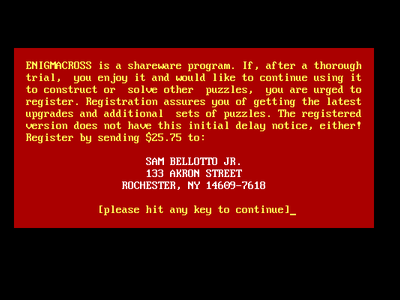 ENIGMACROSS is a shareware program. If, after a thorough
trial, you enjoy it and would like to continue using it
to construct or solve other puzzles, you are urged to
register. Registration assures you of getting the latest
upgrades and additional sets of puzzles. The registered
version does not have this initial delay notice, either!
Register by sending $25.75 to:
SAM BELLOTTO JR.
133 AKRON STREET
ROCHESTER, NY 14609-7618
[please hit any key to continue]_